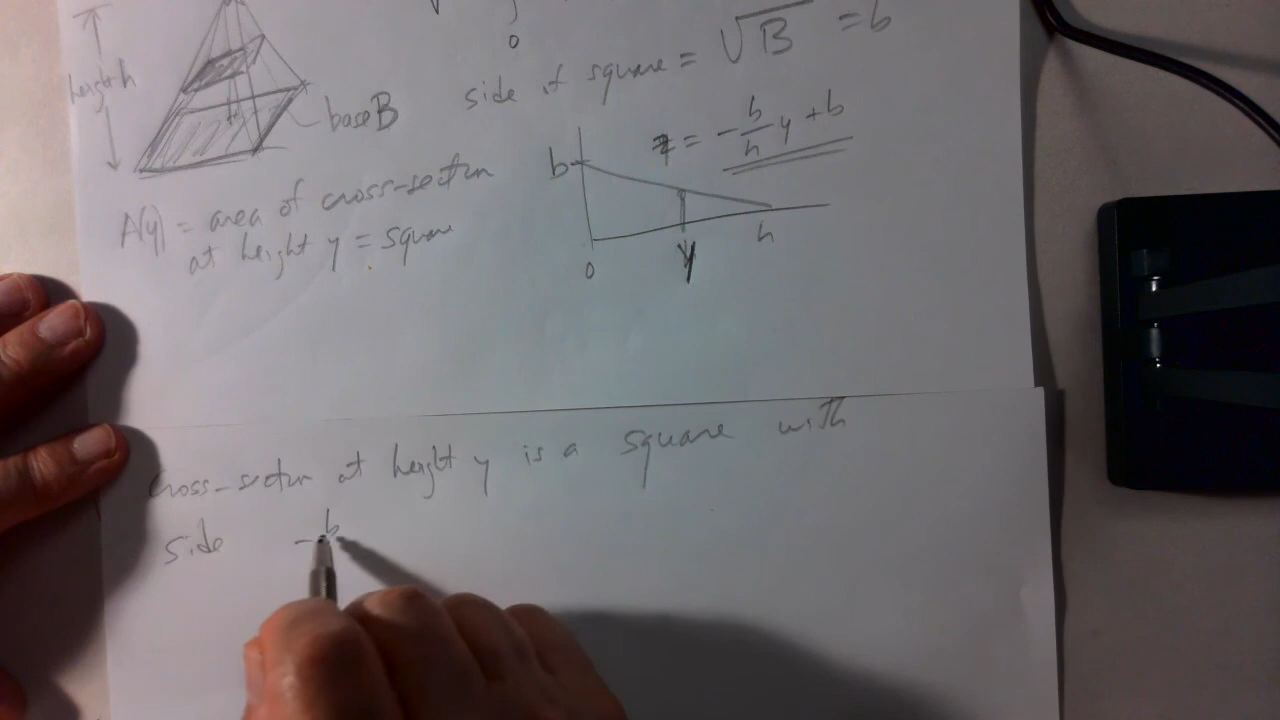 0
side of square = √B = b
height h
base B
z = -b/h y + b
b
A(y) = area of cross-section
at height y = square
0 y h
cross-section at height y is a square with
side - b